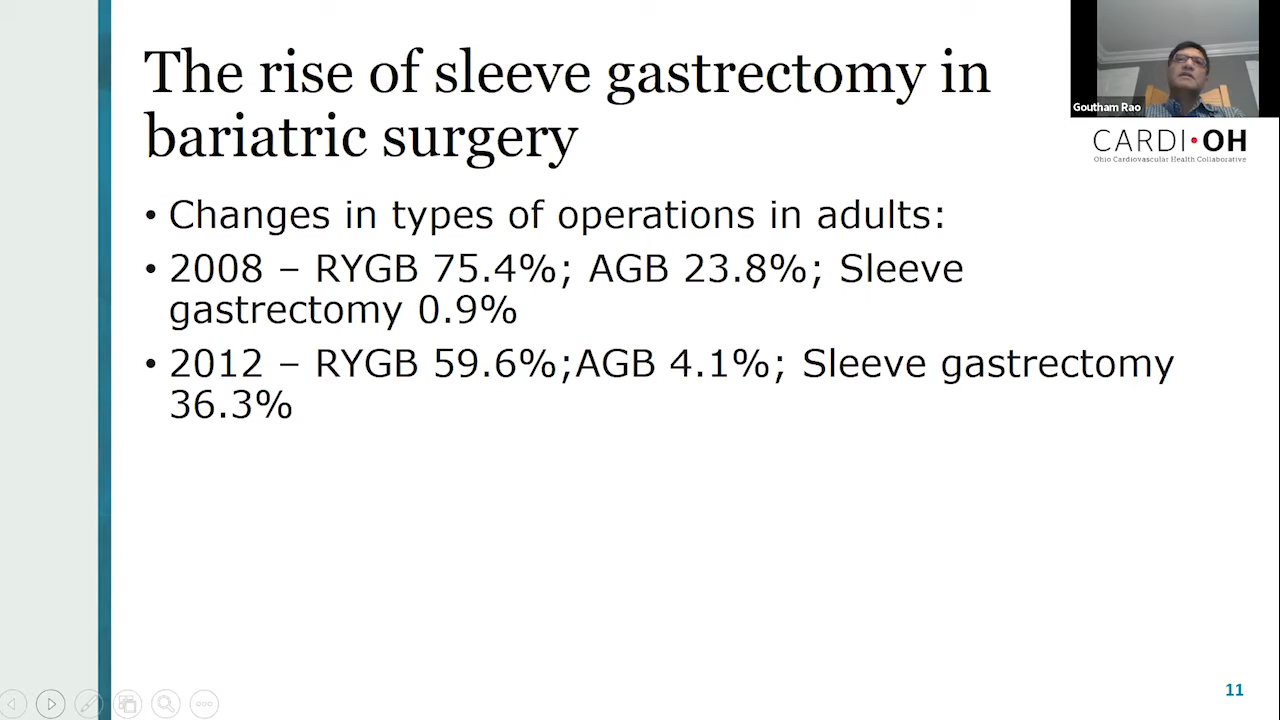 The rise of sleeve gastrectomy in
bariatric surgery
Goutham Rao
CARDI•OH
Ohio Cardiovascular Health Collaborative
• Changes in types of operations in adults:
• 2008 – RYGB 75.4%; AGB 23.8%; Sleeve
gastrectomy 0.9%
• 2012 – RYGB 59.6%;AGB 4.1%; Sleeve gastrectomy
36.3%
11